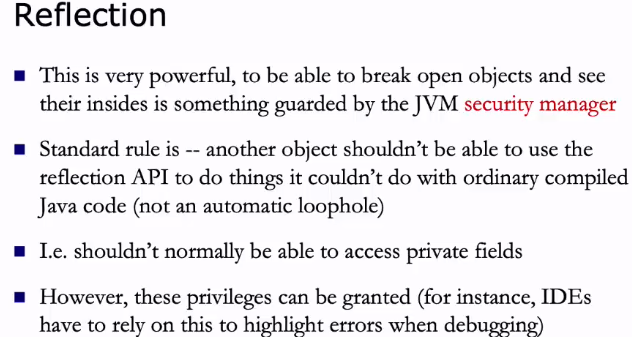 Reflection
This is very powerful, to be able to break open objects and see
their insides is something guarded by the JVM security manager
Standard rule is -- another object shouldn't be able to use the
reflection API to do things it couldn't do with ordinary compiled
Java code (not an automatic loophole)
I.e. shouldn't normally be able to access private fields
However, these privileges can be granted (for instance, IDEs
have to rely on this to highlight errors when debugging)